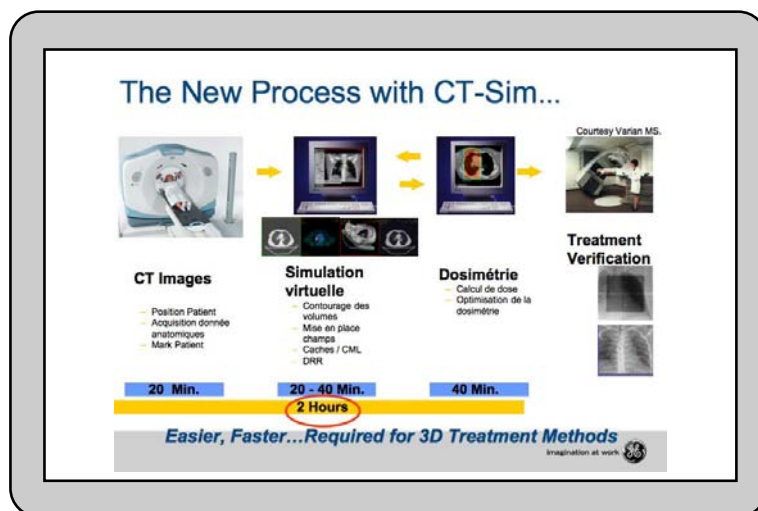 The New Process with CT-Sim...
Courtesy Varian MS.
CT Images
– Position Patient
– Acquisition donnée
anatomiques
– Mark Patient
20 Min.
Simulation
virtuelle
– Contourage des
volumes
– Mise en place
champs
– Caches / CML
– DRR
20 - 40 Min.
Dosimétrie
– Calcul de dose
– Optimisation de la
dosimétrie
40 Min.
Treatment
Verification
2 Hours
Easier, Faster...Required for 3D Treatment Methods
Imagination at work